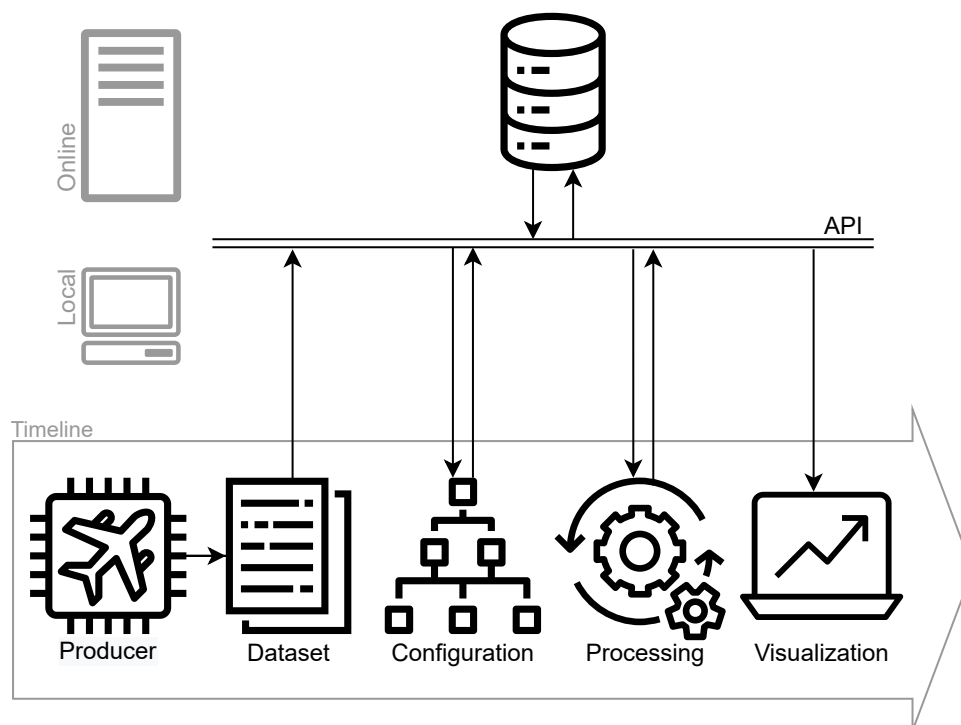 Online
API
Local
Timeline
Producer
Dataset
Configuration
Processing
Visualization